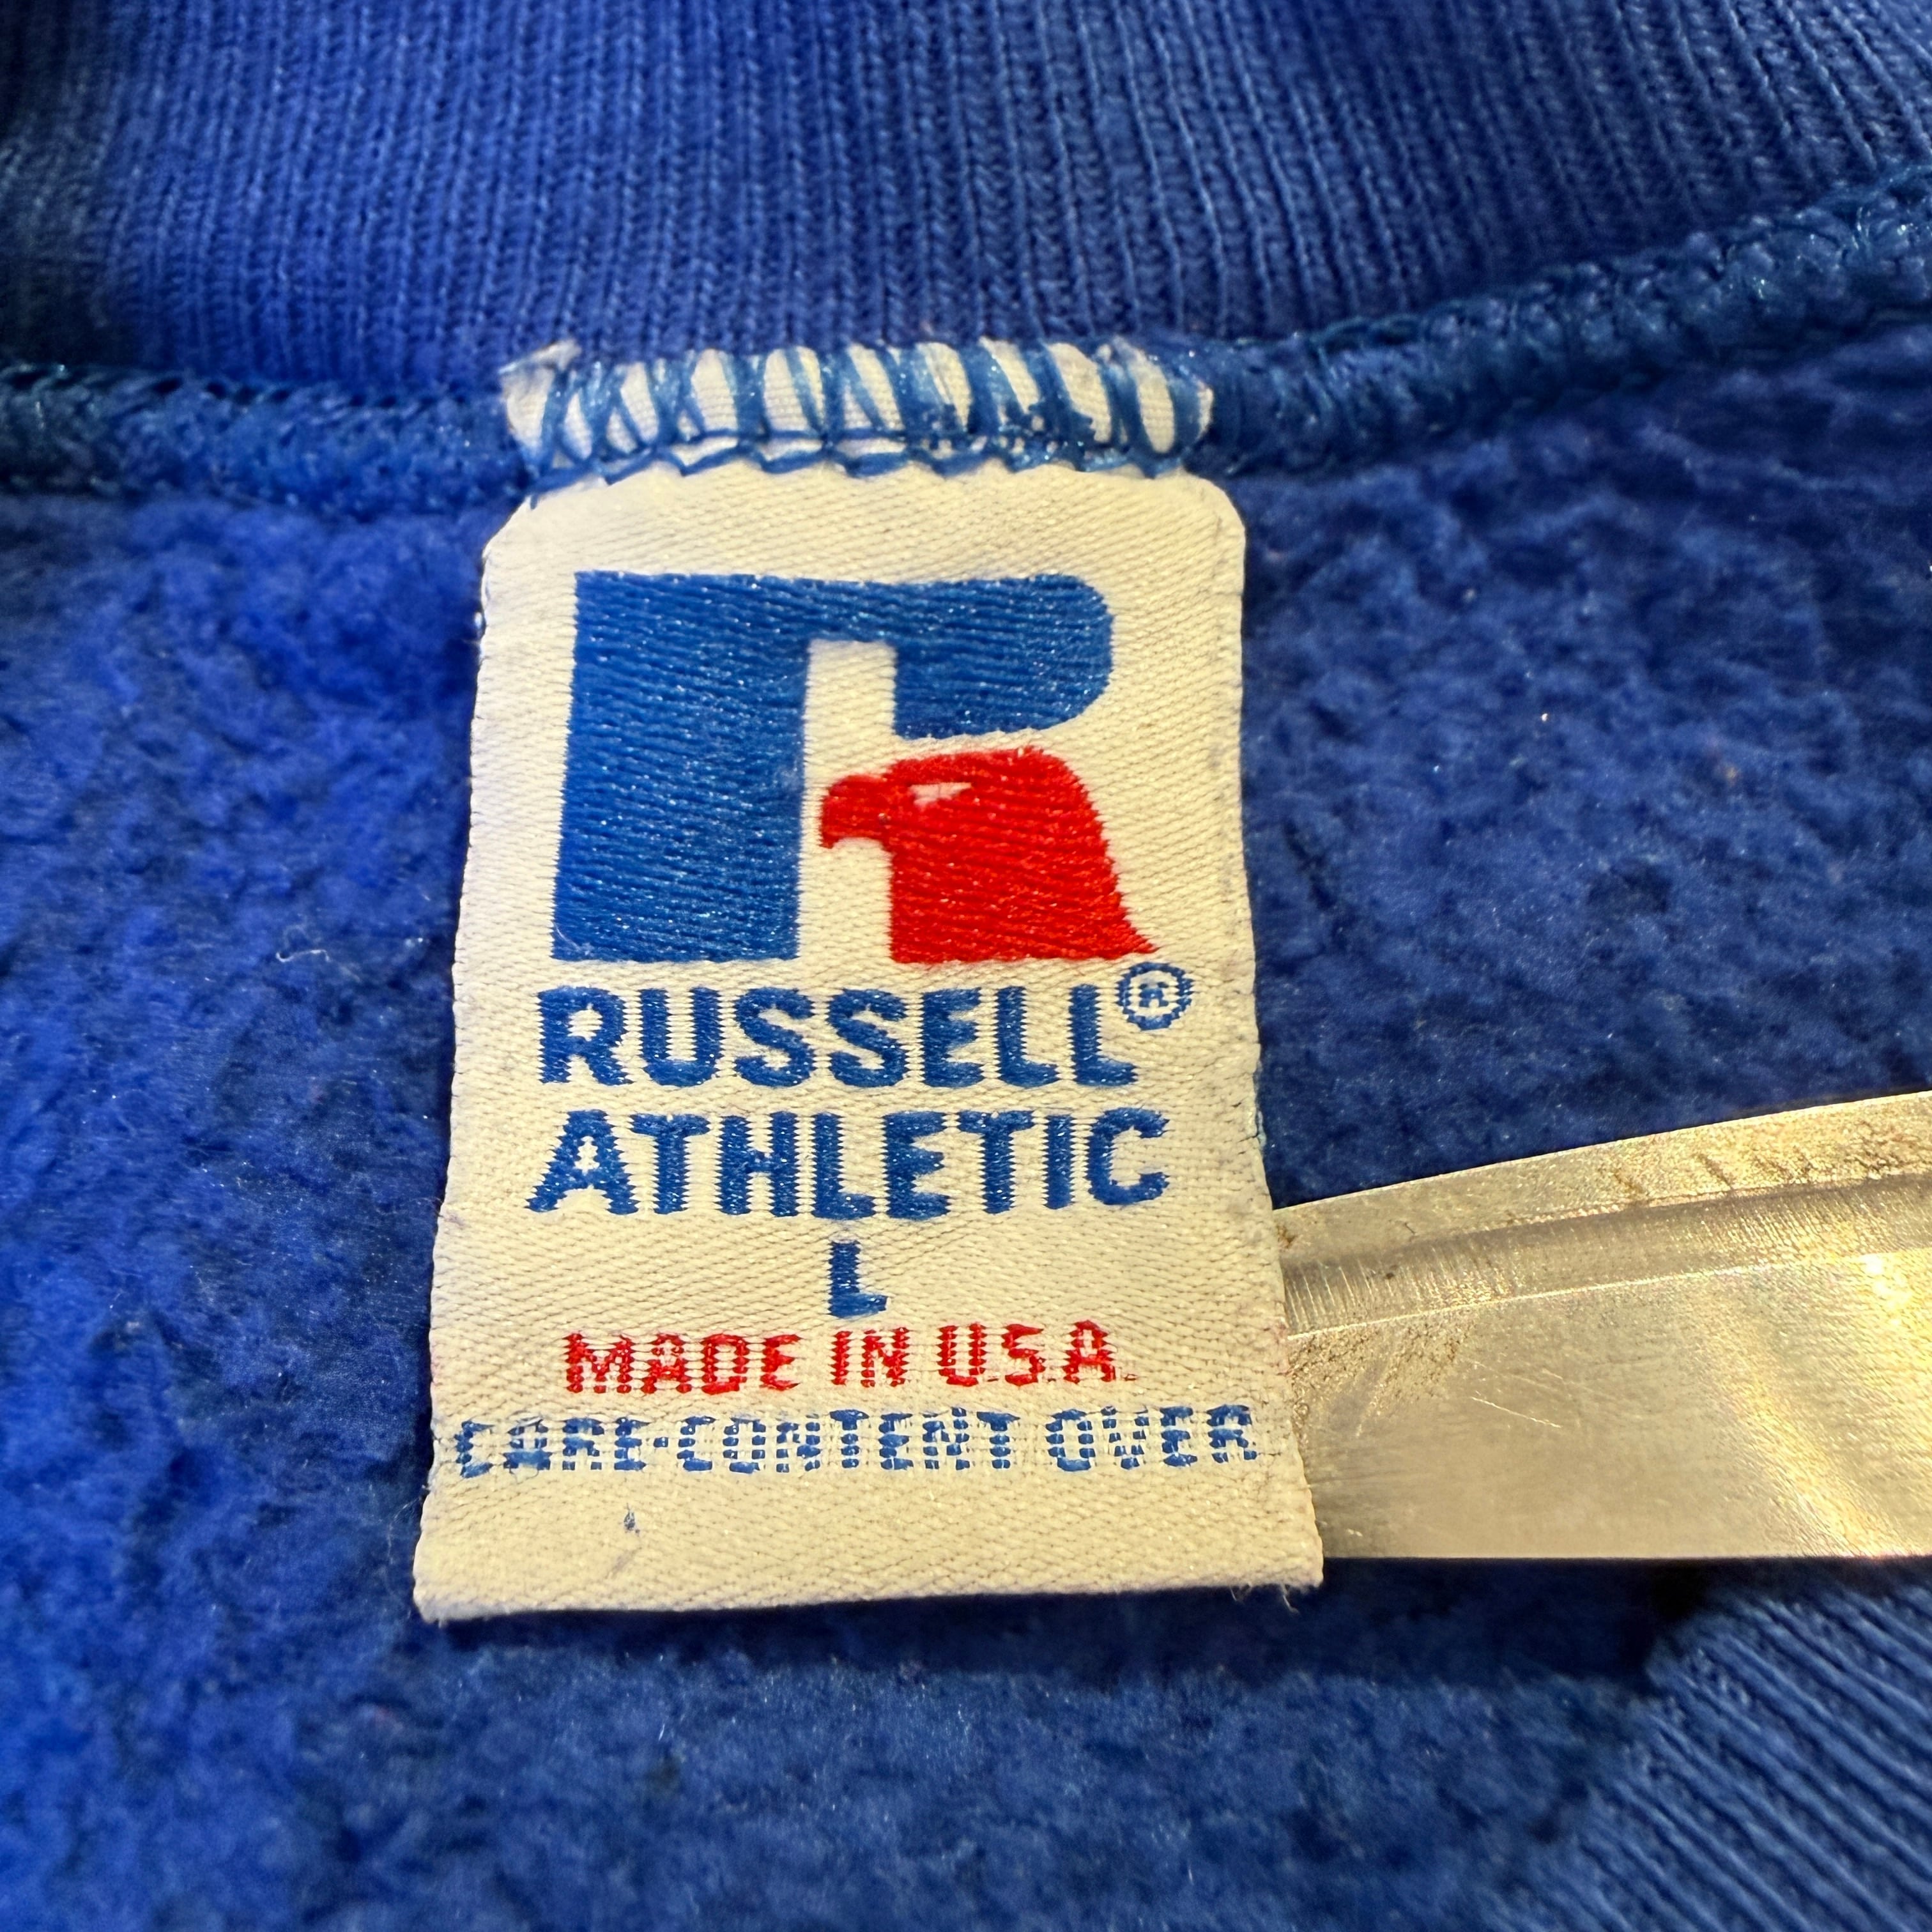 R
RUSSELL®
ATHLETIC
L
MADE IN U.S.A.
CARE·CONTENT OVER